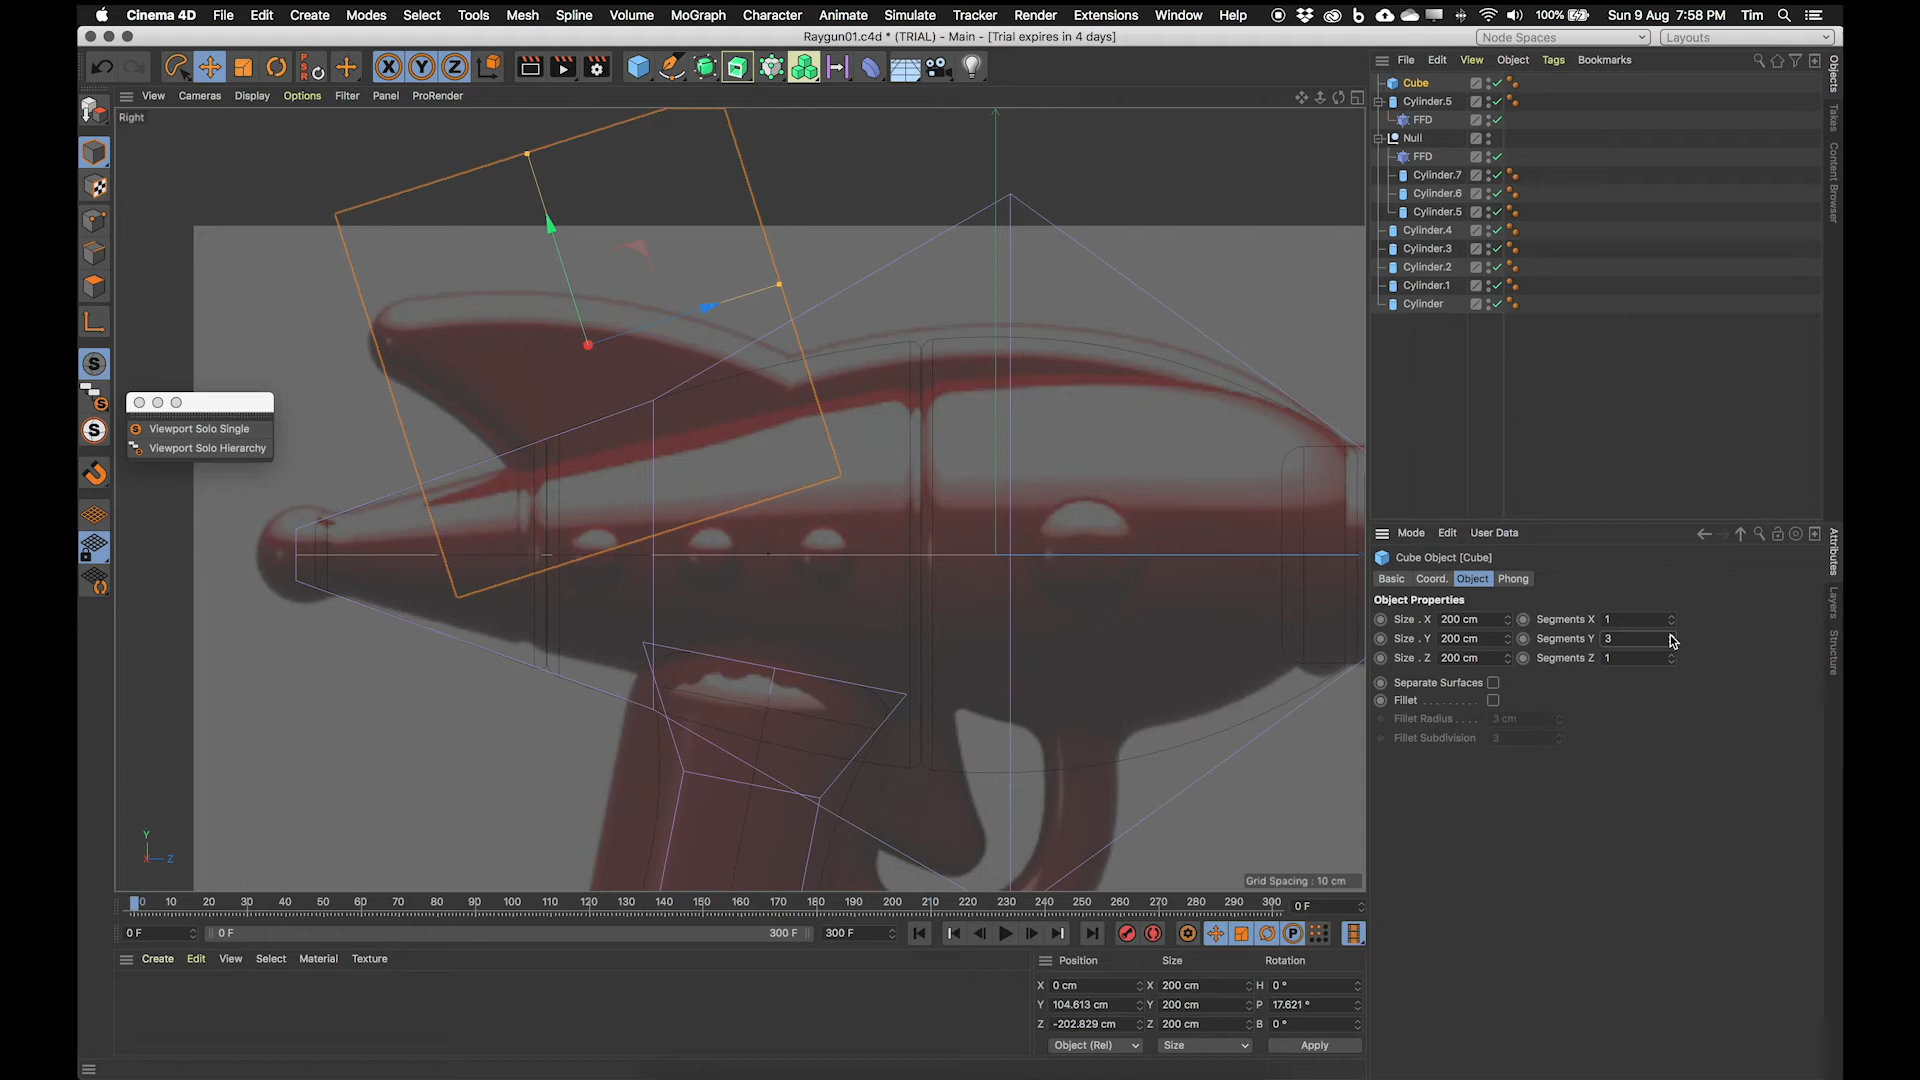 Cinema 4D File Edit Create Modes Select Tools Mesh Spline Volume MoGraph Character Animate Simulate Tracker Render Extensions Window Help 100% Sun 9 Aug 7:58 PM Tim
Raygun01.c4d * (TRIAL) - Main - [Trial expires in 4 days]
Node Spaces Layouts
File Edit View Object Tags Bookmarks
View Cameras Display Options Filter Panel ProRender
Right
Cube
Cylinder.5
FFD
Null
FFD
Cylinder.7
Cylinder.6
Cylinder.5
Cylinder.4
Cylinder.3
Cylinder.2
Cylinder.1
Cylinder
Objects
Takes
Content Browser
Viewport Solo Single
Viewport Solo Hierarchy
Mode Edit User Data
Cube Object [Cube]
Basic Coord. Object Phong
Object Properties
Size . X 200 cm Segments X 1
Size . Y 200 cm Segments Y 3
Size . Z 200 cm Segments Z 1
Separate Surfaces
Fillet . . . . . . . . .
Fillet Radius . . . . 3 cm
Fillet Subdivision 3
Attributes
Layers
Structure
Y
X Z
Grid Spacing : 10 cm
0 10 20 30 40 50 60 70 80 90 100 110 120 130 140 150 160 170 180 190 200 210 220 230 240 250 260 270 280 290 300 0 F
0 F 0 F 300 F 300 F
Create Edit View Select Material Texture
Position Size Rotation
X 0 cm X 200 cm H 0 °
Y 104.613 cm Y 200 cm P 17.621 °
Z -202.829 cm Z 200 cm B 0 °
Object (Rel) Size Apply